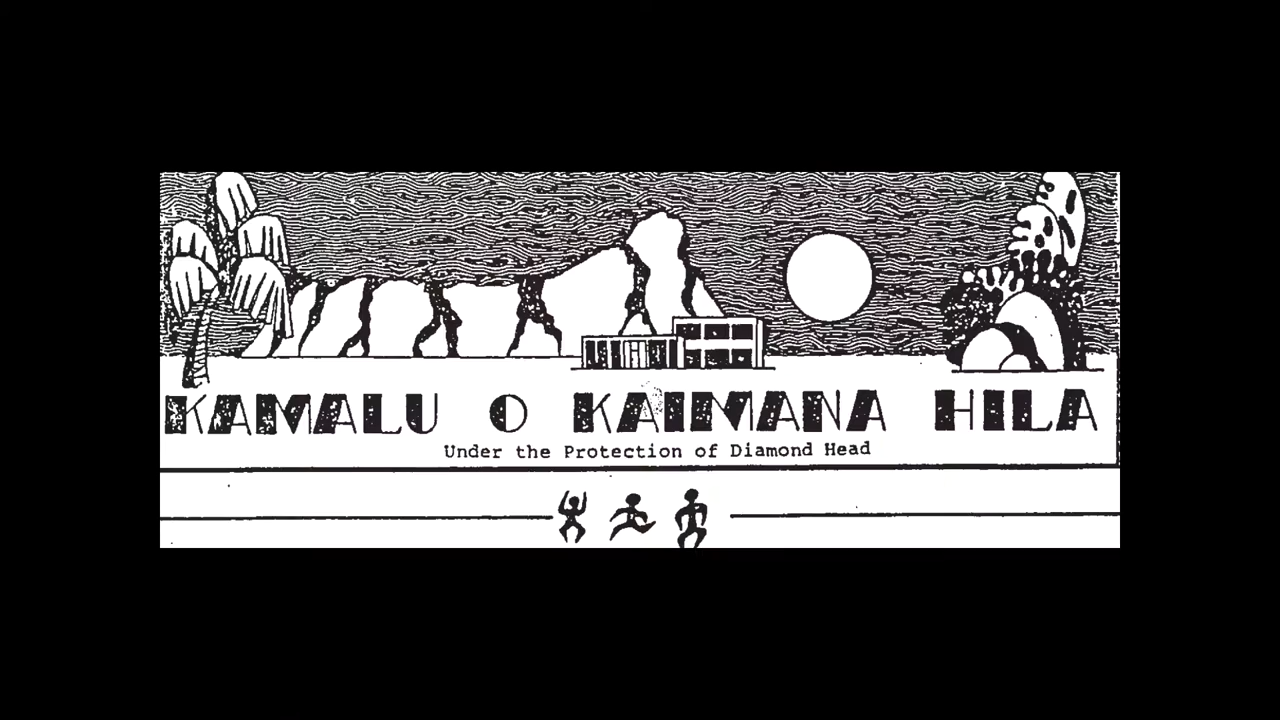 KAMALU O KAIMANA HILA
Under the Protection of Diamond Head